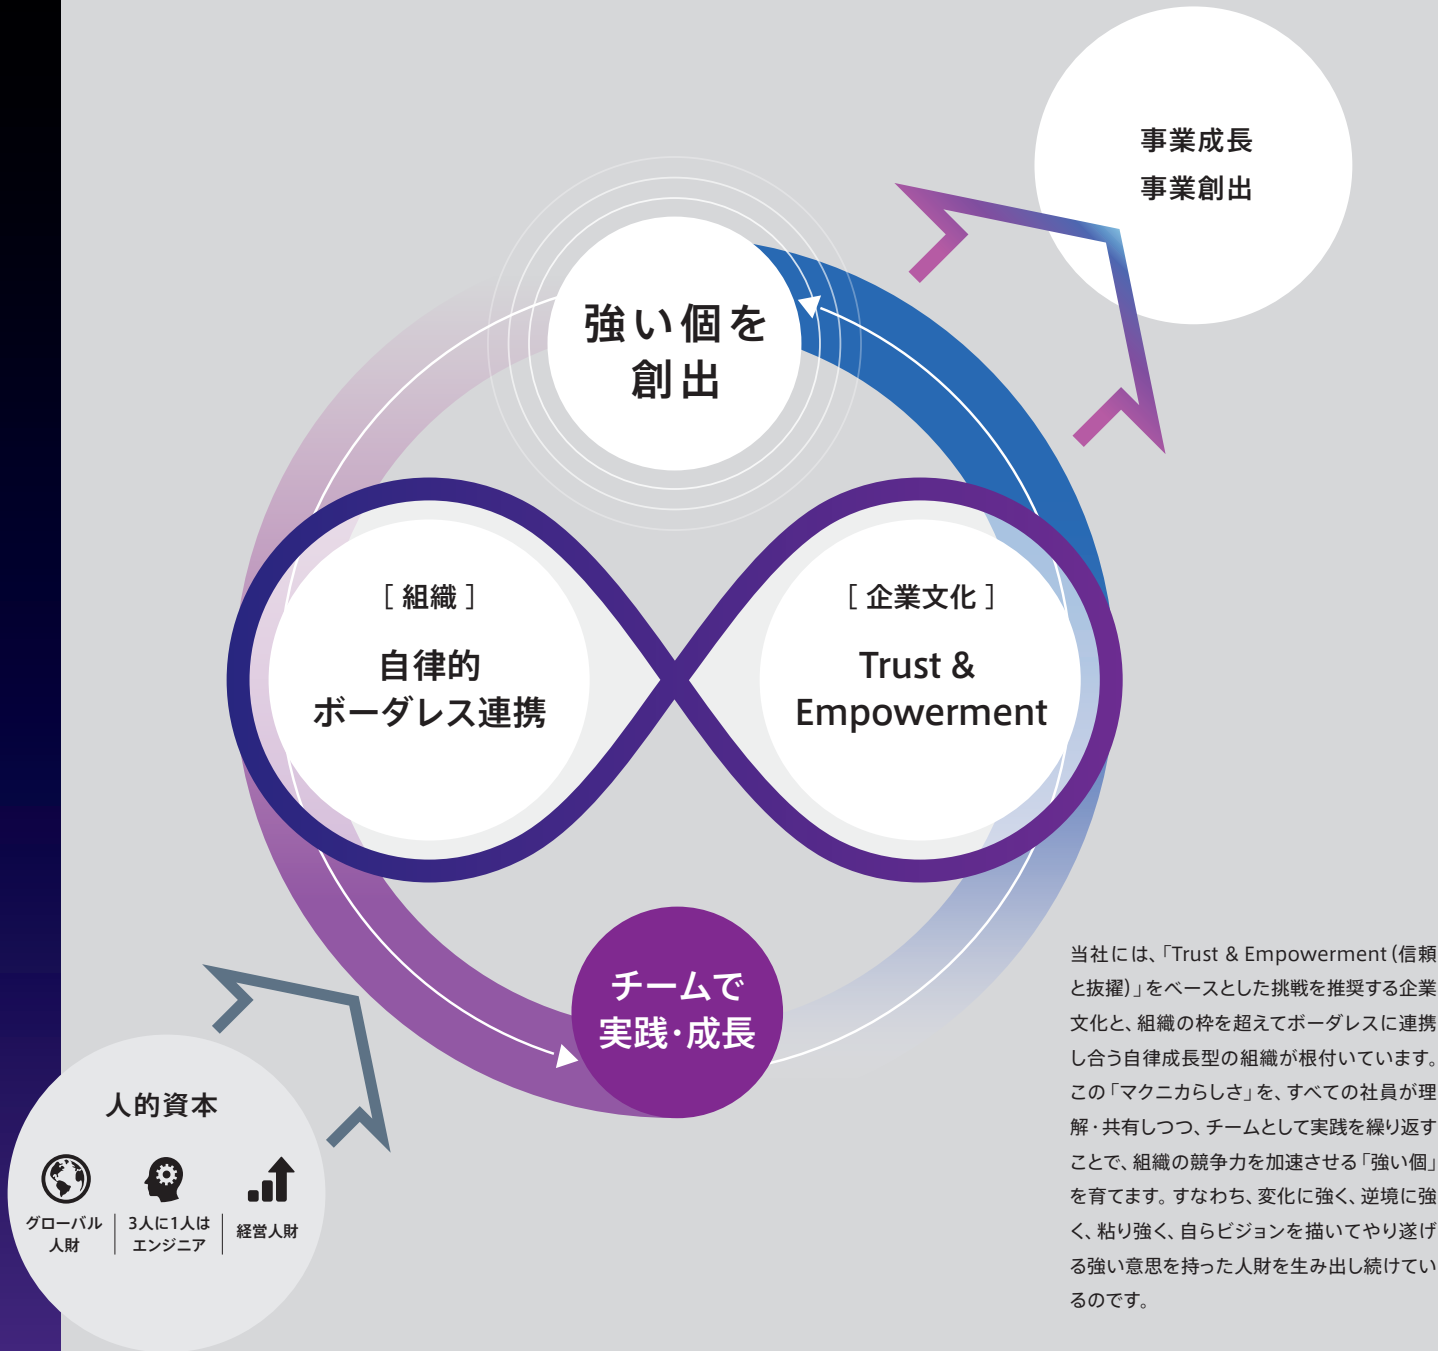 事業成長
事業創出
強い個を
創出
［ 組織 ］
自律的
ボーダレス連携
［ 企業文化 ］
Trust &
Empowerment
チームで
実践・成長
人的資本
グローバル
人財
3人に1人は
エンジニア
経営人財
当社には、「Trust & Empowerment（信頼
と抜擢）」をベースとした挑戦を推奨する企業
文化と、組織の枠を超えてボーダレスに連携
し合う自律成長型の組織が根付いています。
この「マクニカらしさ」を、すべての社員が理
解・共有しつつ、チームとして実践を繰り返す
ことで、組織の競争力を加速させる「強い個」
を育てます。すなわち、変化に強く、逆境に強
く、粘り強く、自らビジョンを描いてやり遂げ
る強い意思を持った人財を生み出し続けてい
るのです。